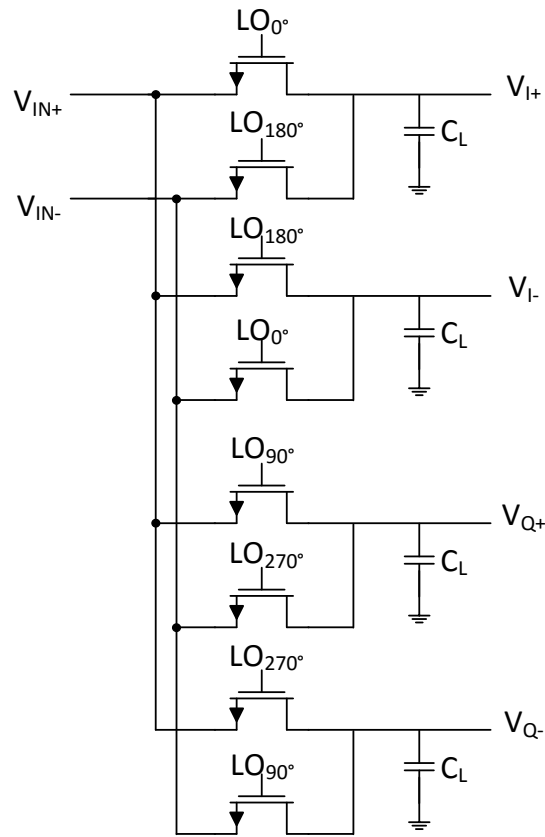 LO0°
VIN+
VI+
CL
LO180°
VIN-
LO180°
VI-
CL
LO0°
LO90°
VQ+
CL
LO270°
LO270°
VQ-
CL
LO90°